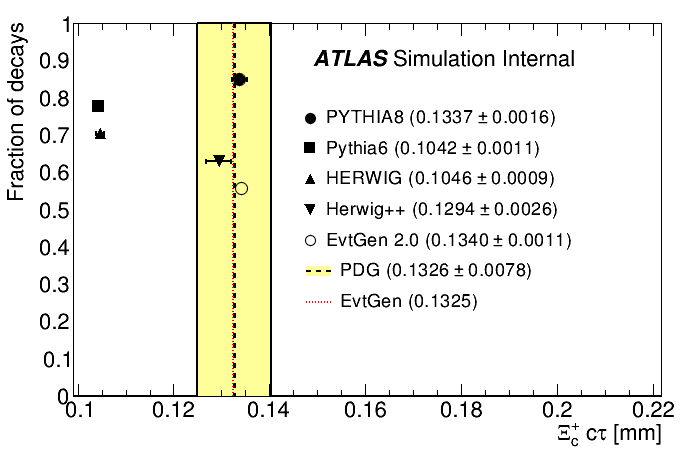 Fraction of decays
1
0.9
0.8
0.7
0.6
0.5
0.4
0.3
0.2
0.1
0
ATLAS Simulation Internal
PYTHIA8 (0.1337 ± 0.0016)
Pythia6 (0.1042 ± 0.0011)
HERWIG (0.1046 ± 0.0009)
Herwig++ (0.1294 ± 0.0026)
EvtGen 2.0 (0.1340 ± 0.0011)
PDG (0.1326 ± 0.0078)
EvtGen (0.1325)
0.1 0.12 0.14 0.16 0.18 0.2 0.22
Ξc+ cτ [mm]